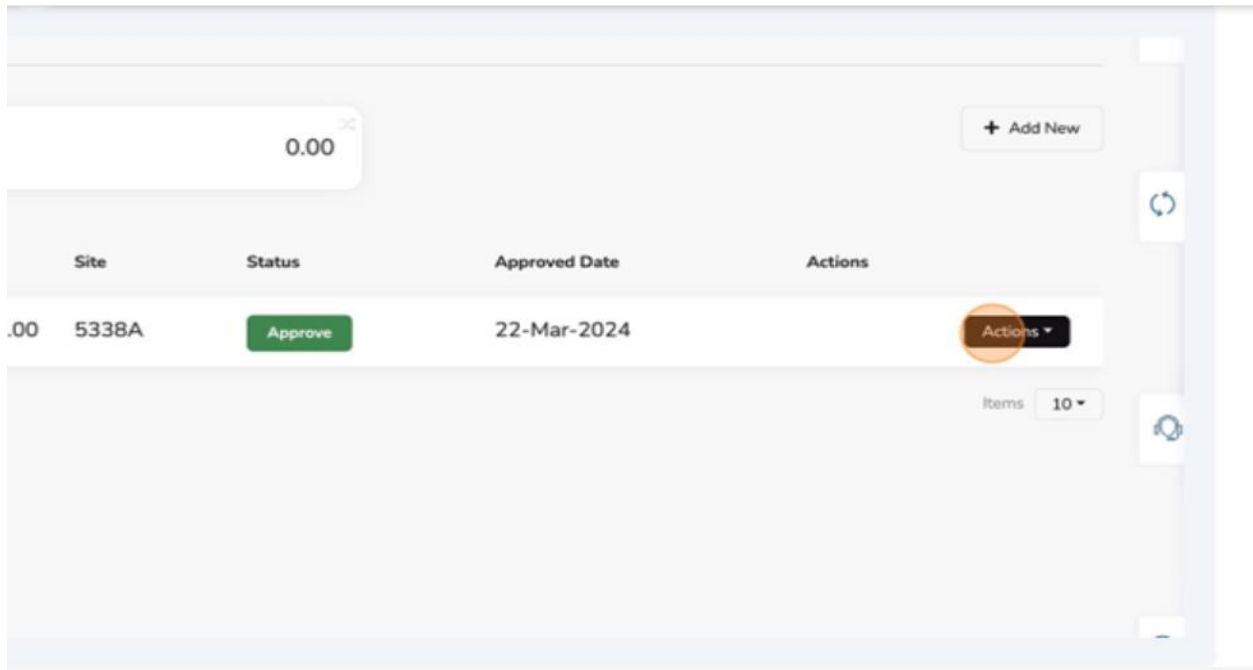 0.00
+ Add New
Site Status Approved Date Actions
.00 5338A Approve 22-Mar-2024 Actions
Items 10